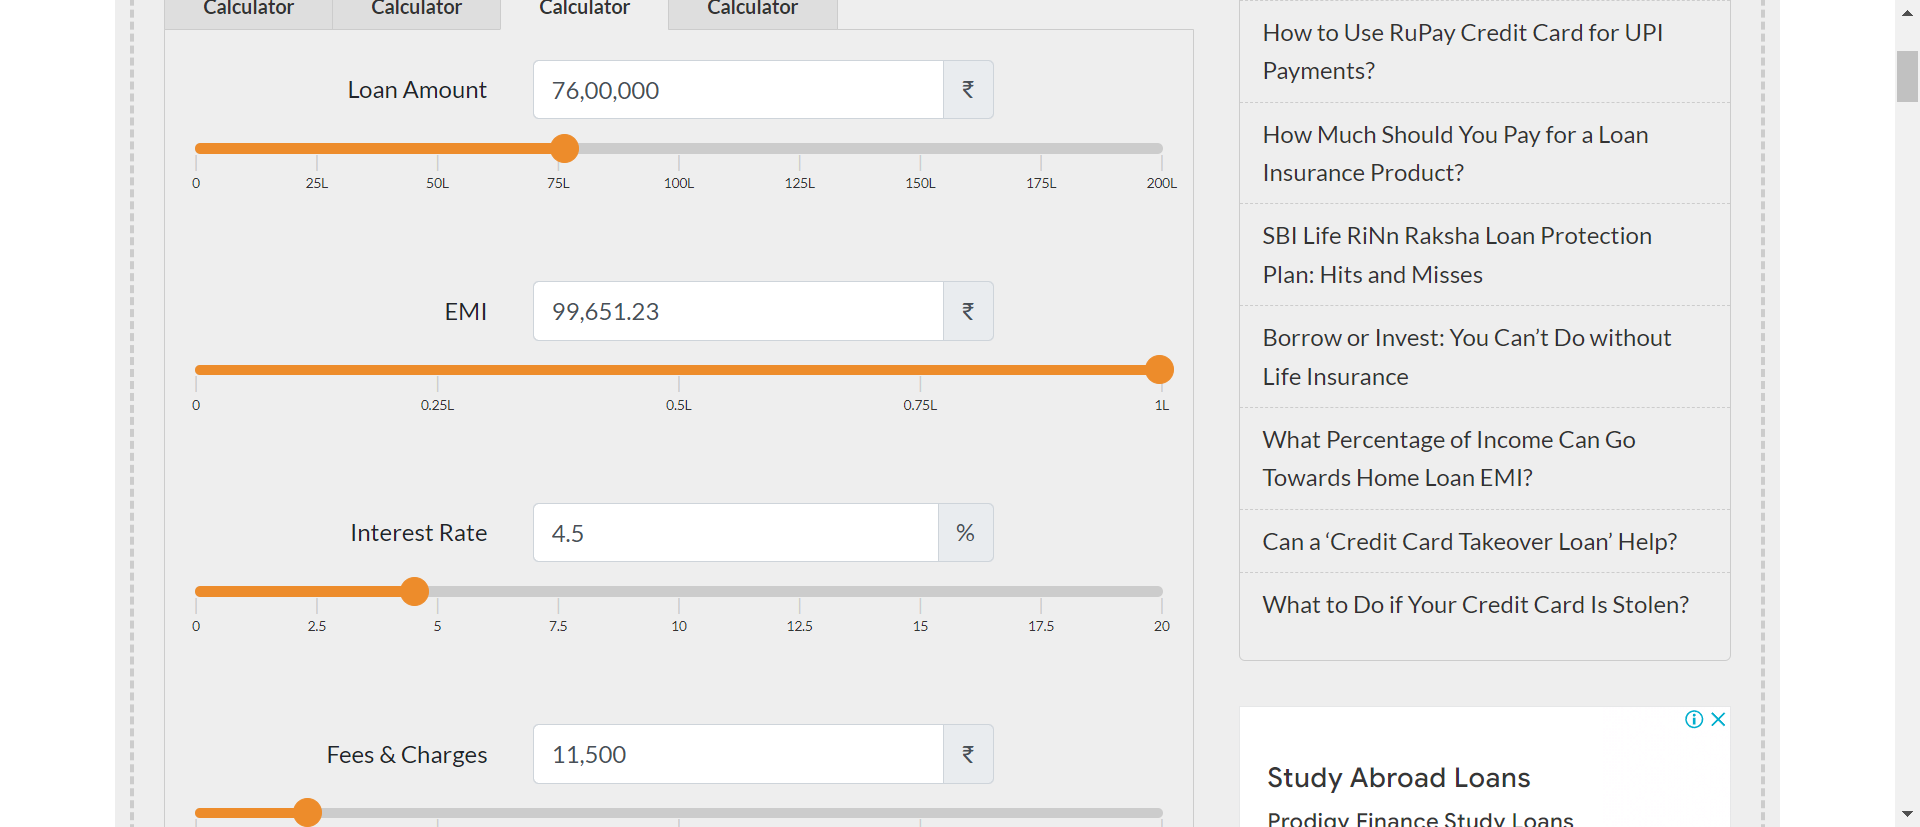 Calculator
Calculator
Calculator
Calculator
Loan Amount
76,00,000
₹
0 25L 50L 75L 100L 125L 150L 175L 200L
EMI
99,651.23
₹
0 0.25L 0.5L 0.75L 1L
Interest Rate
4.5
%
0 2.5 5 7.5 10 12.5 15 17.5 20
Fees & Charges
11,500
₹
How to Use RuPay Credit Card for UPI
Payments?
How Much Should You Pay for a Loan
Insurance Product?
SBI Life RiNn Raksha Loan Protection
Plan: Hits and Misses
Borrow or Invest: You Can’t Do without
Life Insurance
What Percentage of Income Can Go
Towards Home Loan EMI?
Can a ‘Credit Card Takeover Loan’ Help?
What to Do if Your Credit Card Is Stolen?
Study Abroad Loans
Prodigy Finance Study Loans